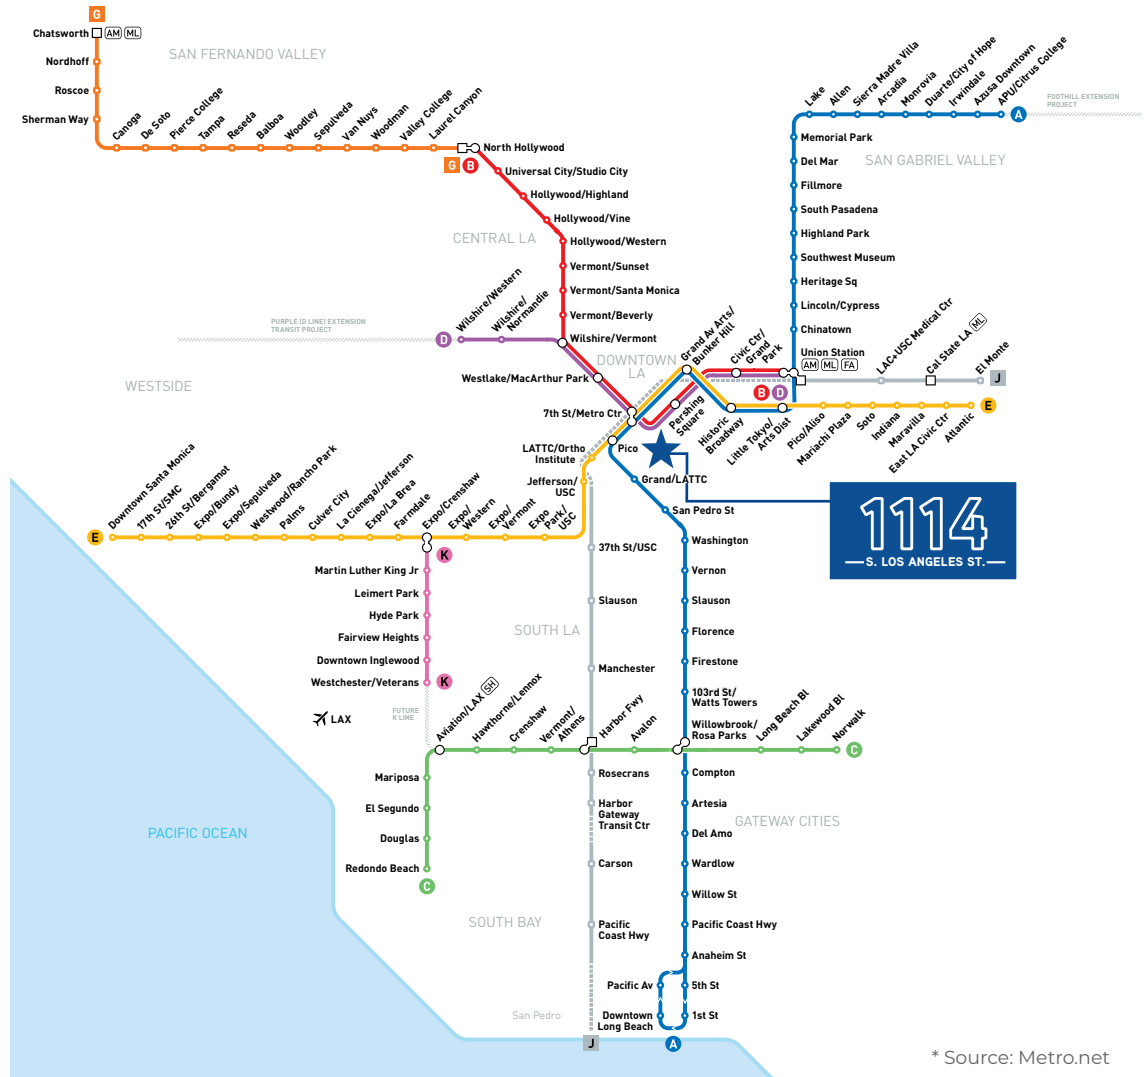 G
Chatsworth
AM
ML
Nordhoff
Roscoe
Sherman Way
SAN FERNANDO VALLEY
Canoga
De Soto
Pierce College
Tampa
Reseda
Balboa
Woodley
Sepulveda
Van Nuys
Woodman
Valley College
Laurel Canyon
North Hollywood
G
B
Universal City/Studio City
Hollywood/Highland
Hollywood/Vine
CENTRAL LA
Hollywood/Western
Vermont/Sunset
Vermont/Santa Monica
Vermont/Beverly
Wilshire/Vermont
Lake
Allen
Sierra Madre Villa
Arcadia
Monrovia
Duarte/City of Hope
Irwindale
Azusa Downtown
APU/Citrus College
A
FOOTHILL EXTENSION
PROJECT
Memorial Park
Del Mar
SAN GABRIEL VALLEY
Fillmore
South Pasadena
Highland Park
Southwest Museum
Heritage Sq
Lincoln/Cypress
Chinatown
Union Station
AM
ML
FA
PURPLE (D LINE) EXTENSION
TRANSIT PROJECT
D
Wilshire/Western
Wilshire/
Normandie
WESTSIDE
Westlake/MacArthur Park
DOWNTOWN
LA
Grand Av Arts/
Bunker Hill
Civic Ctr/
Grand
Park
B
D
LAC+USC Medical Ctr
Cal State LA
ML
El Monte
J
7th St/Metro Ctr
Pershing
Square
Historic
Broadway
Little Tokyo/
Arts Dist
Pico/Aliso
Mariachi Plaza
Soto
Indiana
Maravilla
East LA Civic Ctr
Atlantic
E
LATTC/Ortho
Institute
Pico
Jefferson/
USC
Grand/LATTC
San Pedro St
1114
S. LOS ANGELES ST.
E
Downtown Santa Monica
17th St/SMC
26th St/Bergamot
Expo/Bundy
Expo/Sepulveda
Westwood/Rancho Park
Palms
Culver City
La Cienega/Jefferson
Expo/La Brea
Farmdale
Expo/Crenshaw
Expo/
Western
Expo/
Vermont
Expo
Park/
USC
K
Martin Luther King Jr
Leimert Park
Hyde Park
Fairview Heights
Downtown Inglewood
Westchester/Veterans
K
FUTURE
K LINE
LAX
37th St/USC
Slauson
SOUTH LA
Manchester
Washington
Vernon
Slauson
Florence
Firestone
103rd St/
Watts Towers
Willowbrook/
Rosa Parks
Aviation/LAX
SH
Hawthorne/Lennox
Crenshaw
Vermont/
Athens
Harbor Fwy
Avalon
Long Beach Bl
Lakewood Bl
Norwalk
C
Mariposa
El Segundo
Douglas
Redondo Beach
C
PACIFIC OCEAN
Rosecrans
Harbor
Gateway
Transit Ctr
Carson
SOUTH BAY
Pacific
Coast Hwy
San Pedro
J
Compton
Artesia
GATEWAY CITIES
Del Amo
Wardlow
Willow St
Pacific Coast Hwy
Anaheim St
Pacific Av
5th St
Downtown
Long Beach
1st St
A
* Source: Metro.net